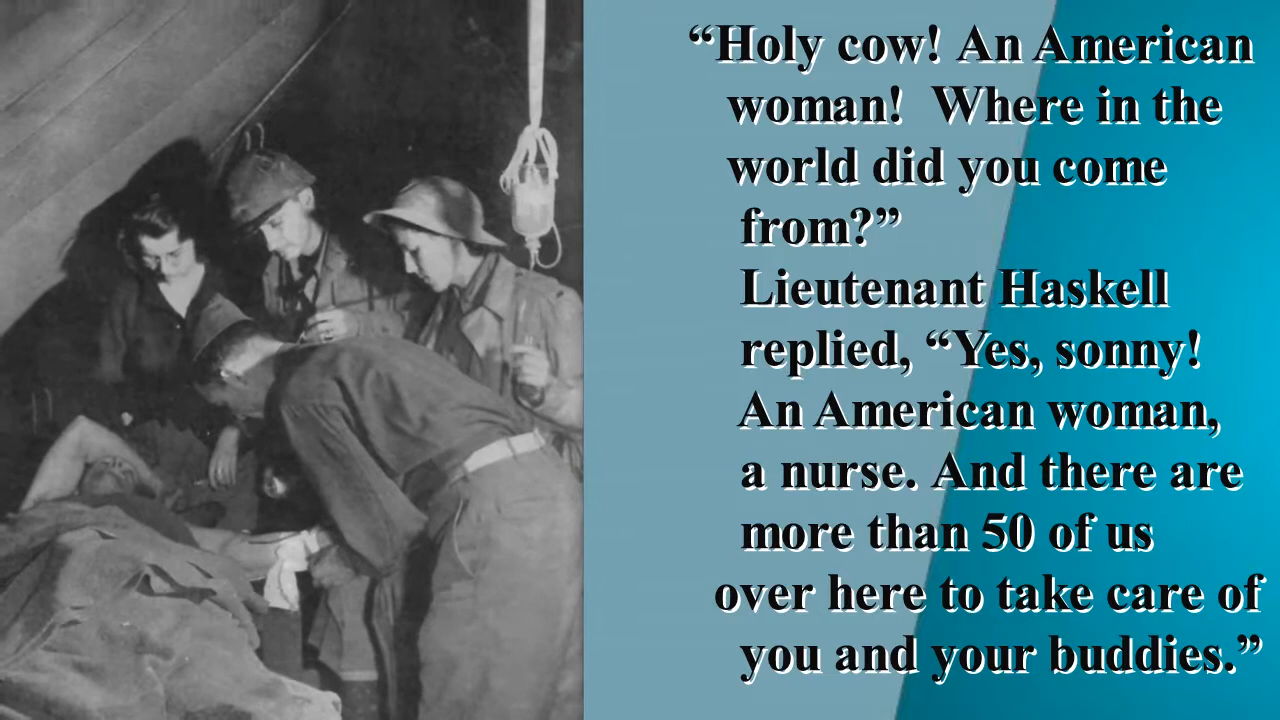 “Holy cow! An American
woman!  Where in the
world did you come
from?”
Lieutenant Haskell
replied, “Yes, sonny!
An American woman,
a nurse. And there are
more than 50 of us
over here to take care of
you and your buddies.”